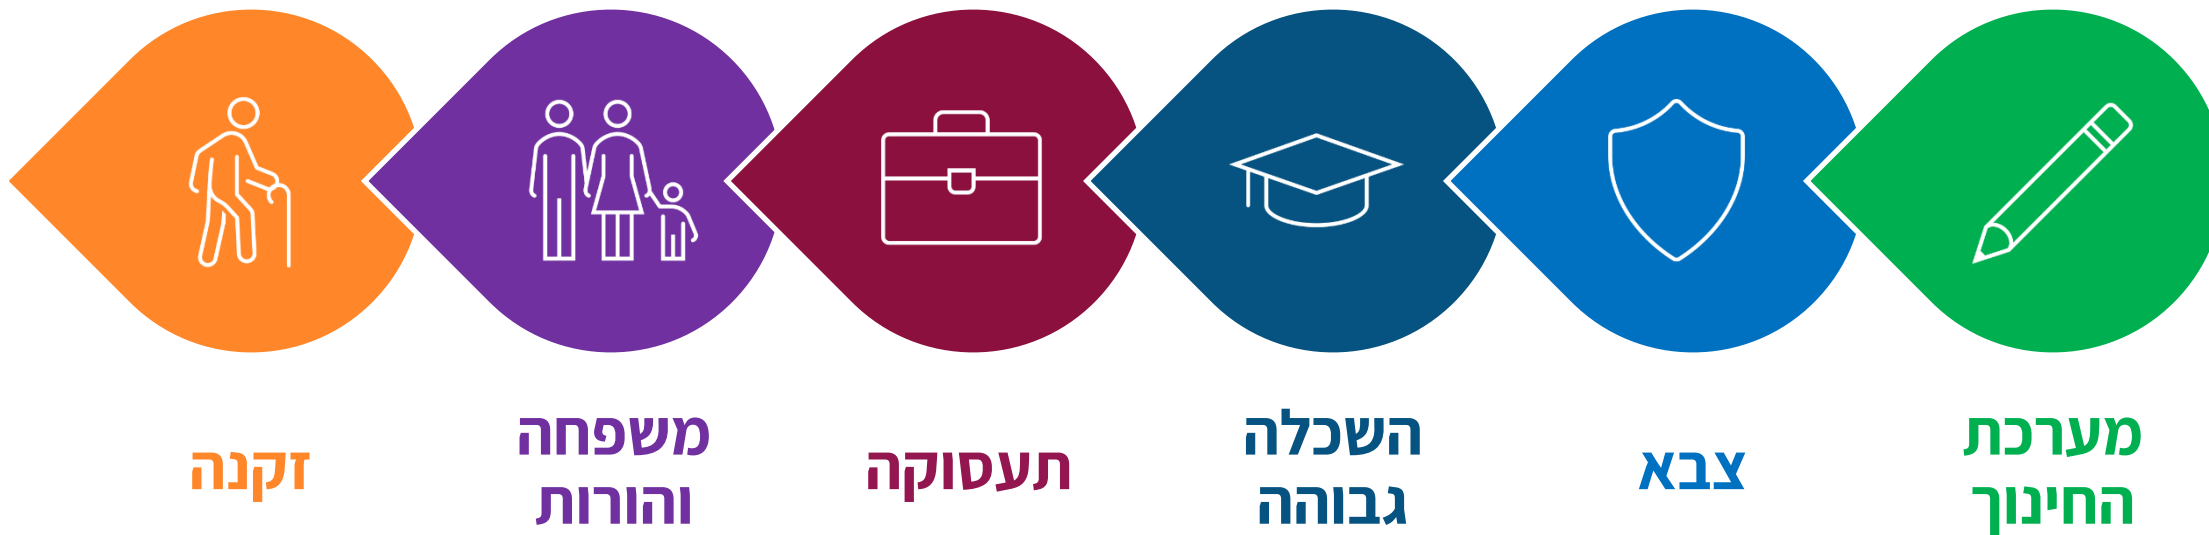 מערכת
החינוך
צבא
השכלה
גבוהה
תעסוקה
משפחה
והורות
זקנה